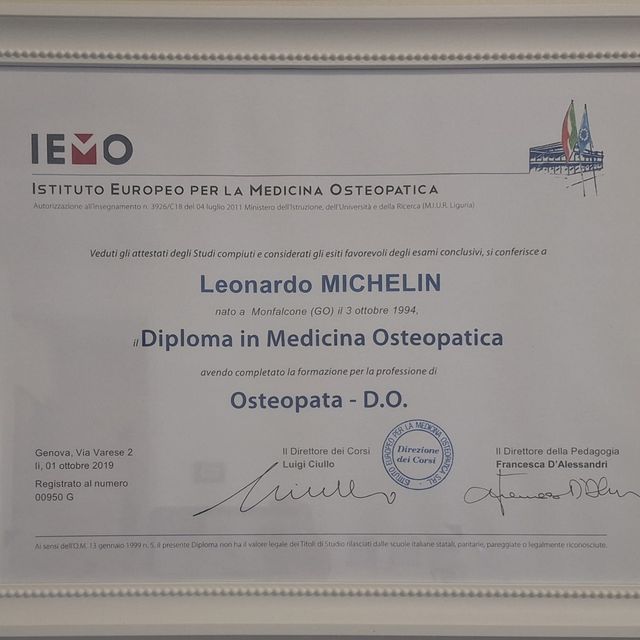 IEMO
ISTITUTO EUROPEO PER LA MEDICINA OSTEOPATICA
Autorizzazione all'insegnamento n. 3926/C18 del 04 luglio 2011 Ministero dell'Istruzione, dell'Università e della Ricerca (M.I.U.R. Liguria)
Veduti gli attestati degli Studi compiuti e considerati gli esiti favorevoli degli esami conclusivi, si conferisce a
Leonardo MICHELIN
nato a Monfalcone (GO) il 3 ottobre 1994,
il Diploma in Medicina Osteopatica
avendo completato la formazione per la professione di
Osteopata - D.O.
Genova, Via Varese 2
lì, 01 ottobre 2019
Registrato al numero
00950 G
Il Direttore dei Corsi
Luigi Ciullo
ISTITUTO EUROPEO PER LA MEDICINA OSTEOPATICA S.R.L.
Direzione
dei Corsi
Il Direttore della Pedagogia
Francesca D'Alessandri
Ai sensi dell'O.M. 13 gennaio 1999 n. 5, il presente Diploma non ha il valore legale dei Titoli di Studio rilasciati dalle scuole italiane statali, paritarie, pareggiate o legalmente riconosciute.